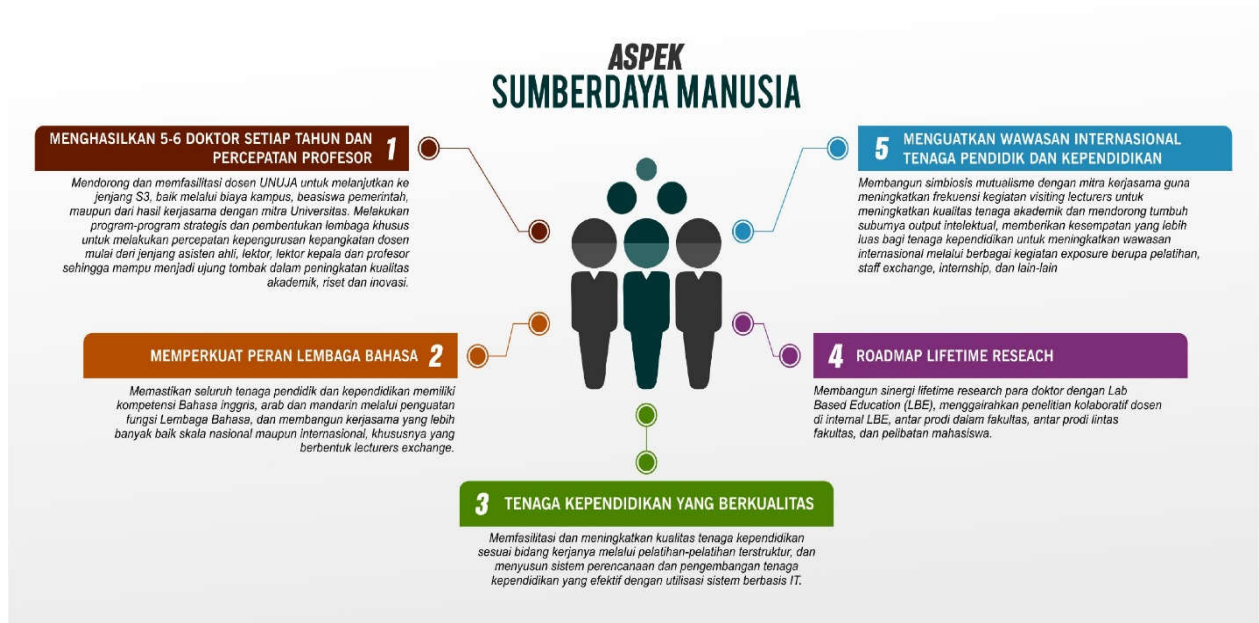 ASPEK
SUMBERDAYA MANUSIA
MENGHASILKAN 5-6 DOKTOR SETIAP TAHUN DAN
PERCEPATAN PROFESOR
1
Mendorong dan memfasilitasi dosen UNUJA untuk melanjutkan ke
jenjang S3, baik melalui biaya kampus, beasiswa pemerintah,
maupun dari hasil kerjasama dengan mitra Universitas. Melakukan
program-program strategis dan pembentukan lembaga khusus
untuk melakukan percepatan kepengurusan kepangkatan dosen
mulai dari jenjang asisten ahli, lektor, lektor kepala dan profesor
sehingga mampu menjadi ujung tombak dalam peningkatan kualitas
akademik, riset dan inovasi.
MEMPERKUAT PERAN LEMBAGA BAHASA 2
Memastikan seluruh tenaga pendidik dan kependidikan memiliki
kompetensi Bahasa inggris, arab dan mandarin melalui penguatan
fungsi Lembaga Bahasa, dan membangun kerjasama yang lebih
banyak baik skala nasional maupun internasional, khususnya yang
berbentuk lecturers exchange.
3 TENAGA KEPENDIDIKAN YANG BERKUALITAS
Memfasilitasi dan meningkatkan kualitas tenaga kependidikan
sesuai bidang kerjanya melalui pelatihan-pelatihan terstruktur, dan
menyusun sistem perencanaan dan pengembangan tenaga
kependidikan yang efektif dengan utilisasi sistem berbasis IT.
4 ROADMAP LIFETIME RESEACH
Membangun sinergi lifetime research para doktor dengan Lab
Based Education (LBE), menggairahkan penelitian kolaboratif dosen
di internal LBE, antar prodi dalam fakultas, antar prodi lintas
fakultas, dan pelibatan mahasiswa.
5
MENGUATKAN WAWASAN INTERNASIONAL
TENAGA PENDIDIK DAN KEPENDIDIKAN
Membangun simbiosis mutualisme dengan mitra kerjasama guna
meningkatkan frekuensi kegiatan visiting lecturers untuk
meningkatkan kualitas tenaga akademik dan mendorong tumbuh
suburnya output intelektual, memberikan kesempatan yang lebih
luas bagi tenaga kependidikan untuk meningkatkan wawasan
internasional melalui berbagai kegiatan exposure berupa pelatihan,
staff exchange, internship, dan lain-lain